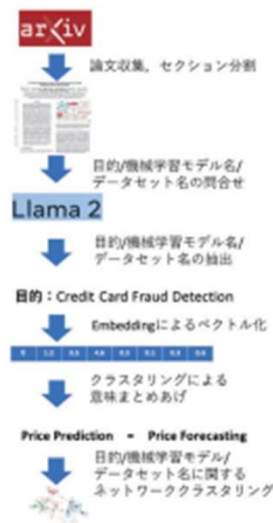 arXiv
論文収集，セクション分割
目的/機械学習モデル名/
データセット名の問合せ
Llama 2
目的/機械学習モデル名/
データセット名の抽出
目的：Credit Card Fraud Detection
Embeddingによるベクトル化
クラスタリングによる
意味まとめあげ
Price Prediction = Price Forecasting
目的/機械学習モデル/
データセット名に関する
ネットワーククラスタリング